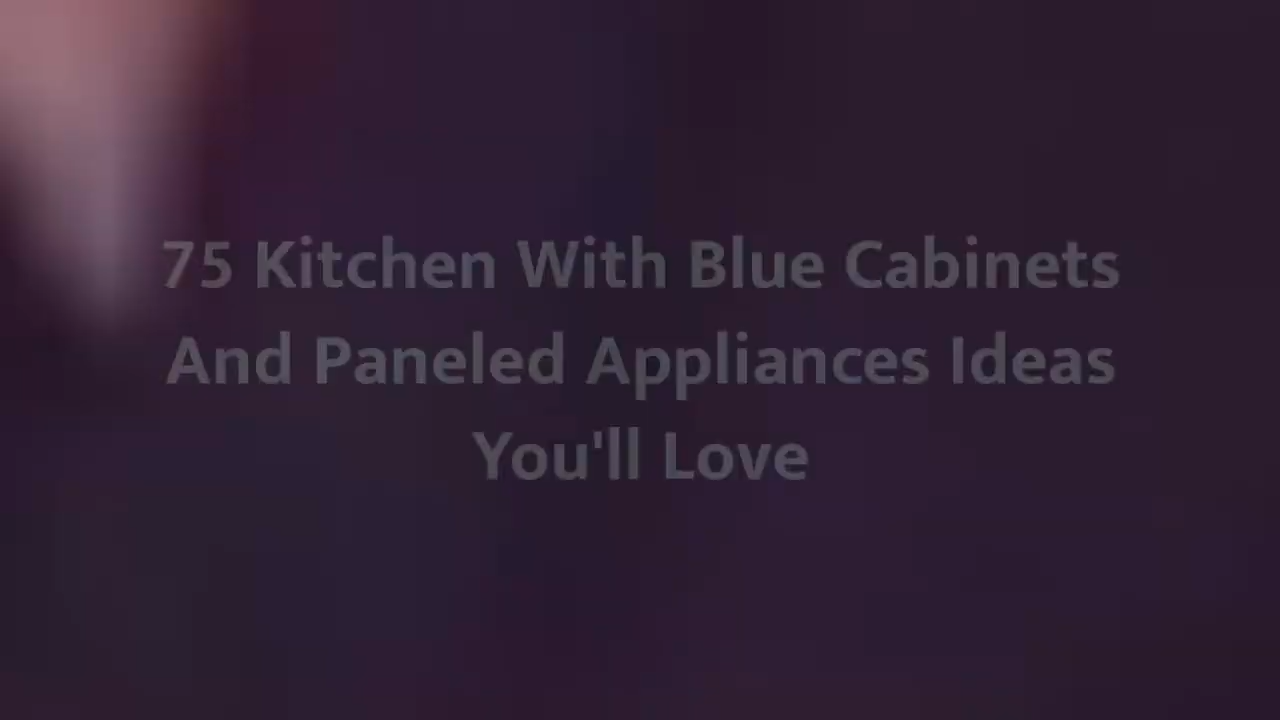 75 Kitchen With Blue Cabinets
And Paneled Appliances Ideas
You'll Love